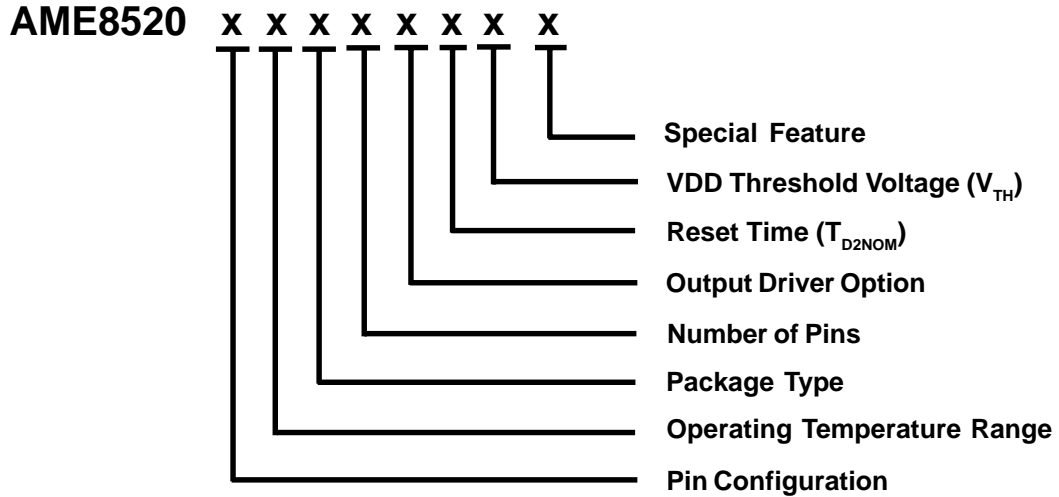 AME8520 x x x x x x x x
Special Feature
VDD Threshold Voltage (VTH)
Reset Time (TD2NOM)
Output Driver Option
Number of Pins
Package Type
Operating Temperature Range
Pin Configuration